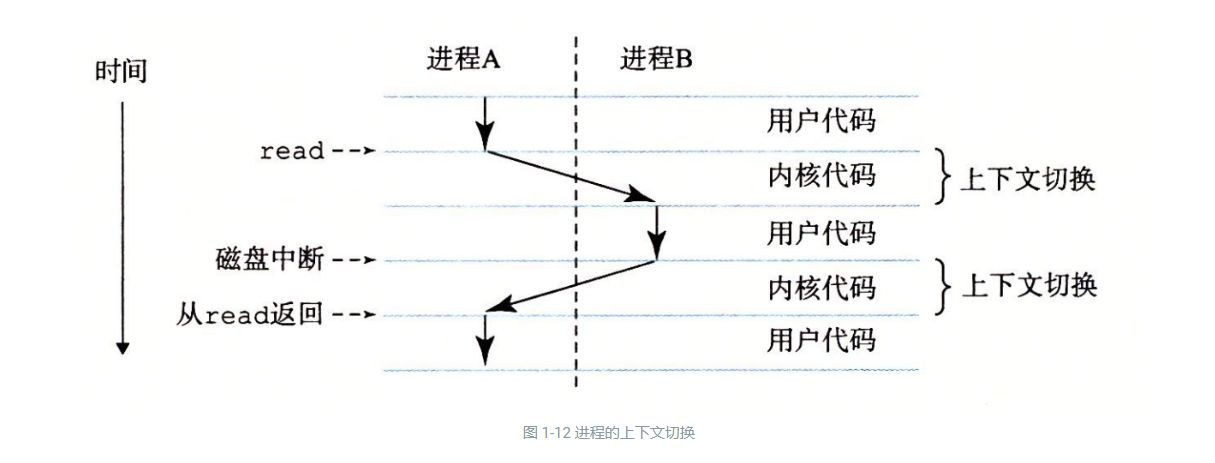 进程A
进程B
时间
用户代码
read
内核代码
上下文切换
用户代码
磁盘中断
内核代码
上下文切换
从read返回
用户代码
图 1-12 进程的上下文切换